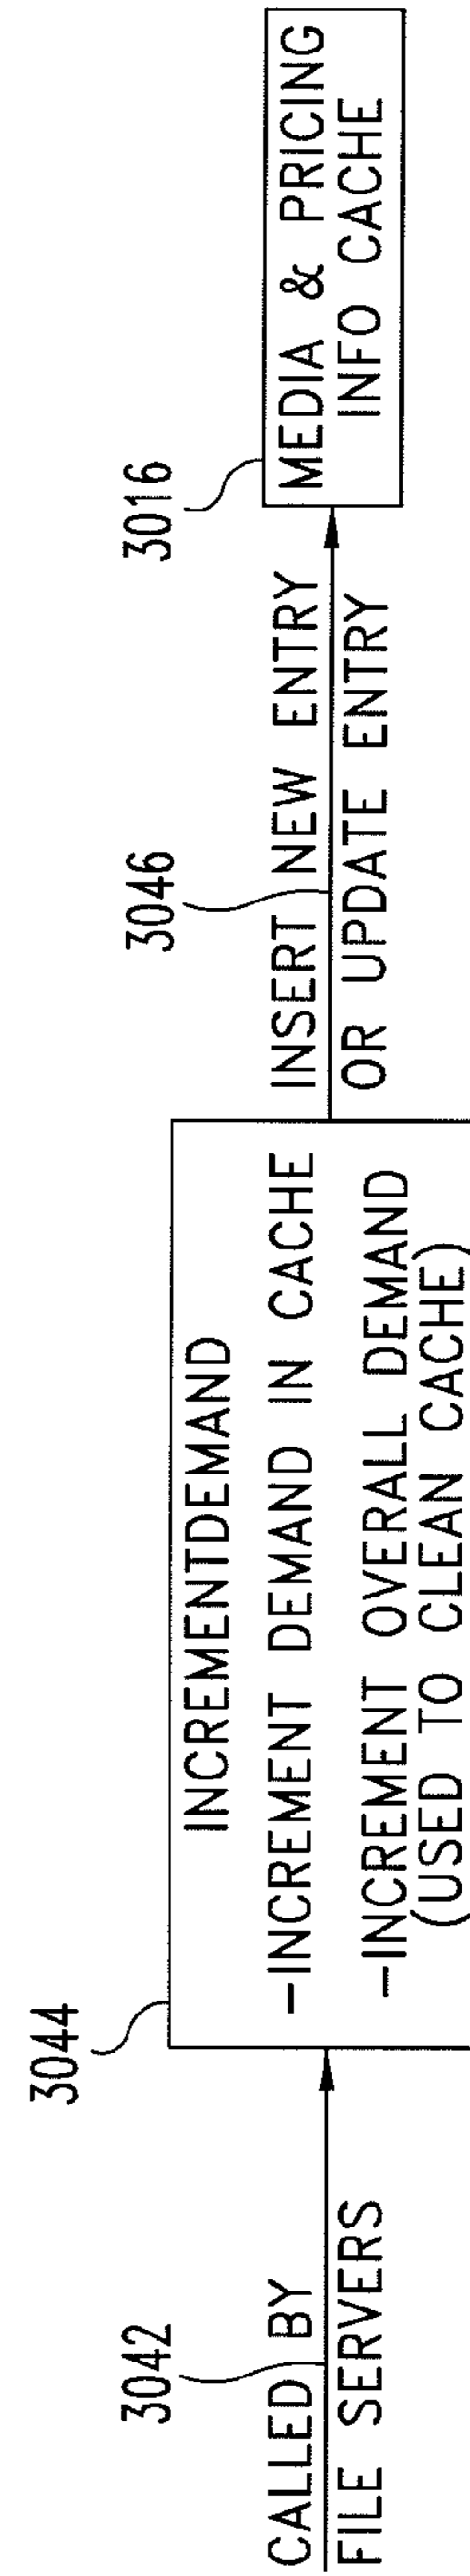 3042
CALLED BY
FILE SERVERS
3044
INCREMENTDEMAND
-INCREMENT DEMAND IN CACHE
-INCREMENT OVERALL DEMAND
(USED TO CLEAN CACHE)
3046
INSERT NEW ENTRY
OR UPDATE ENTRY
3016
MEDIA & PRICING
INFO CACHE